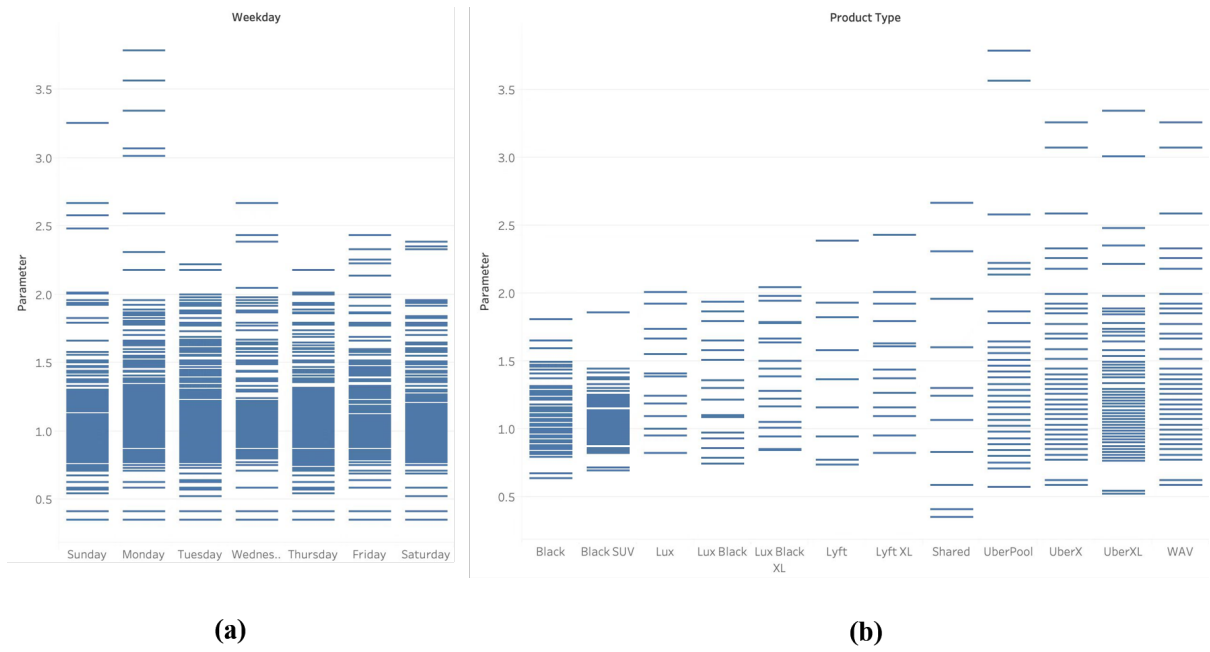 Weekday
Parameter
3.5
3.0
2.5
2.0
1.5
1.0
0.5
Sunday Monday Tuesday Wednes.. Thursday Friday Saturday
(a)
Product Type
Parameter
3.5
3.0
2.5
2.0
1.5
1.0
0.5
Black Black SUV Lux Lux Black Lux Black Lyft Lyft XL Shared UberPool UberX UberXL WAV
XL
(b)